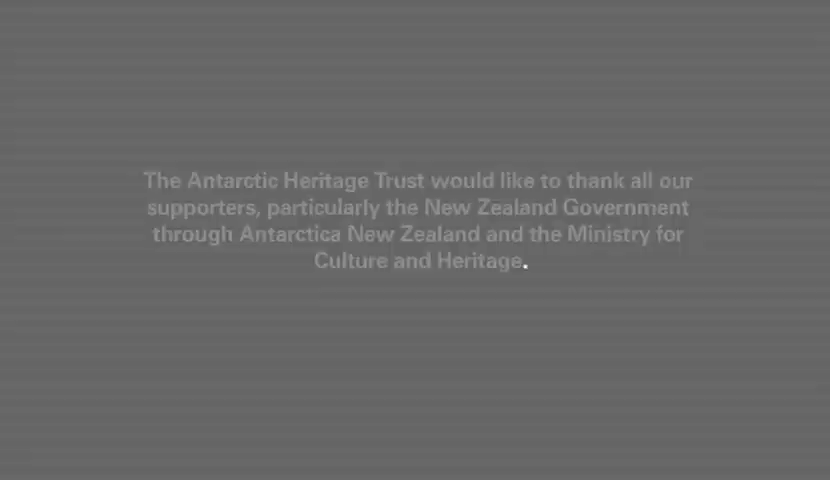 The Antarctic Heritage Trust would like to thank all our
supporters, particularly the New Zealand Government
through Antarctica New Zealand and the Ministry for
Culture and Heritage.